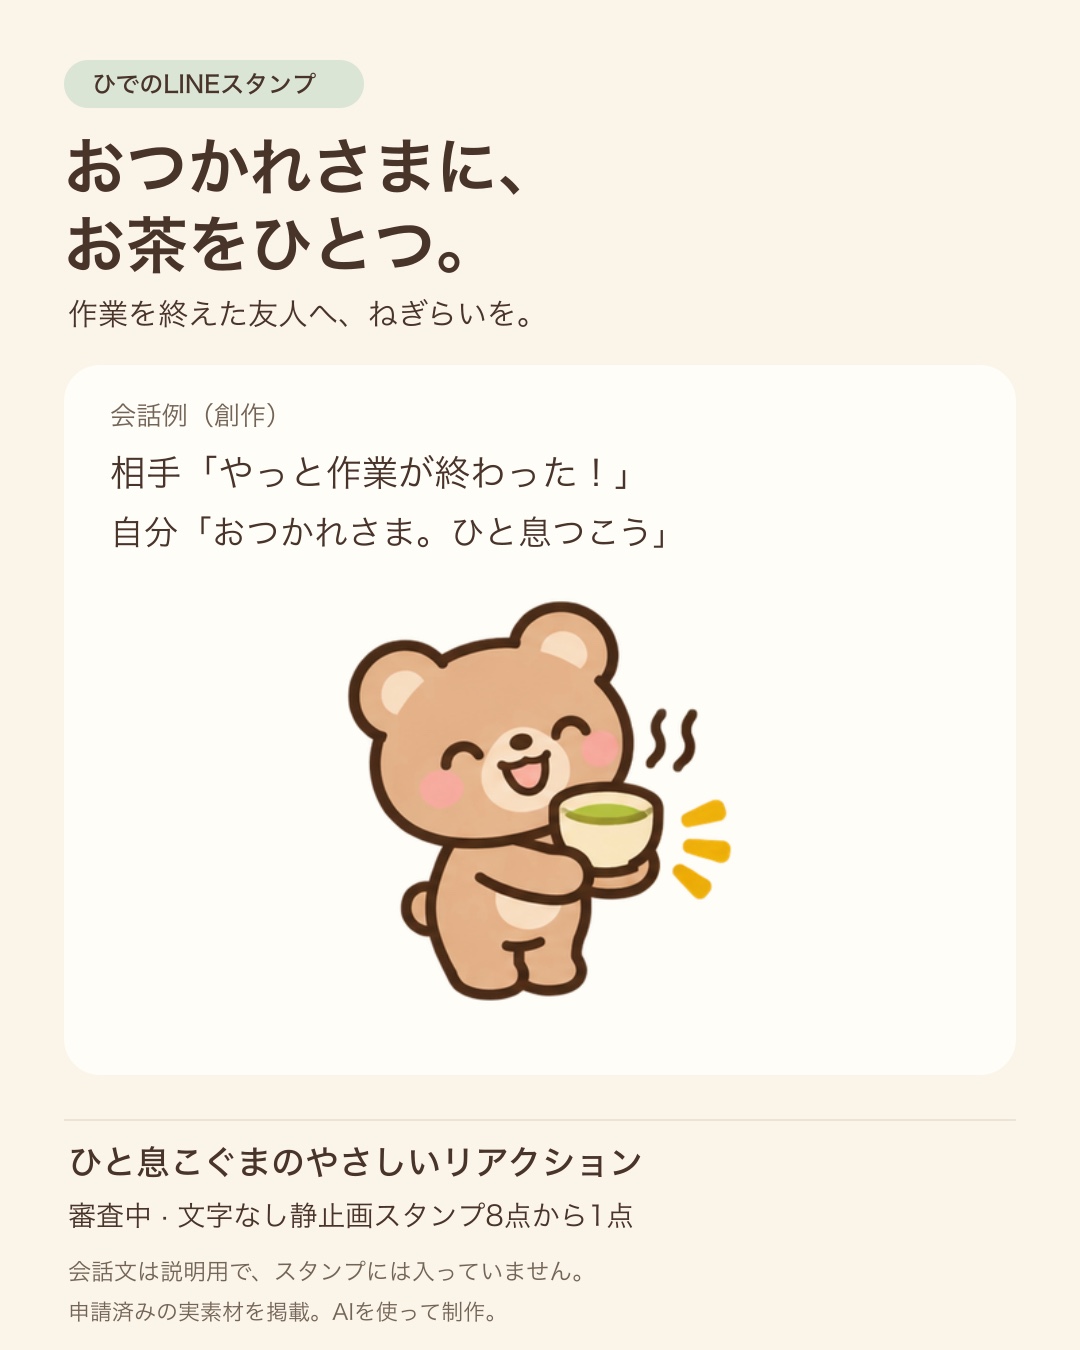 ひでのLINEスタンプ
おつかれさまに、
お茶をひとつ。
作業を終えた友人へ、ねぎらいを。
会話例（創作）
相手「やっと作業が終わった！」
自分「おつかれさま。ひと息つこう」
ひと息こぐまのやさしいリアクション
審査中・文字なし静止画スタンプ8点から1点
会話文は説明用で、スタンプには入っていません。
申請済みの実素材を掲載。AIを使って制作。